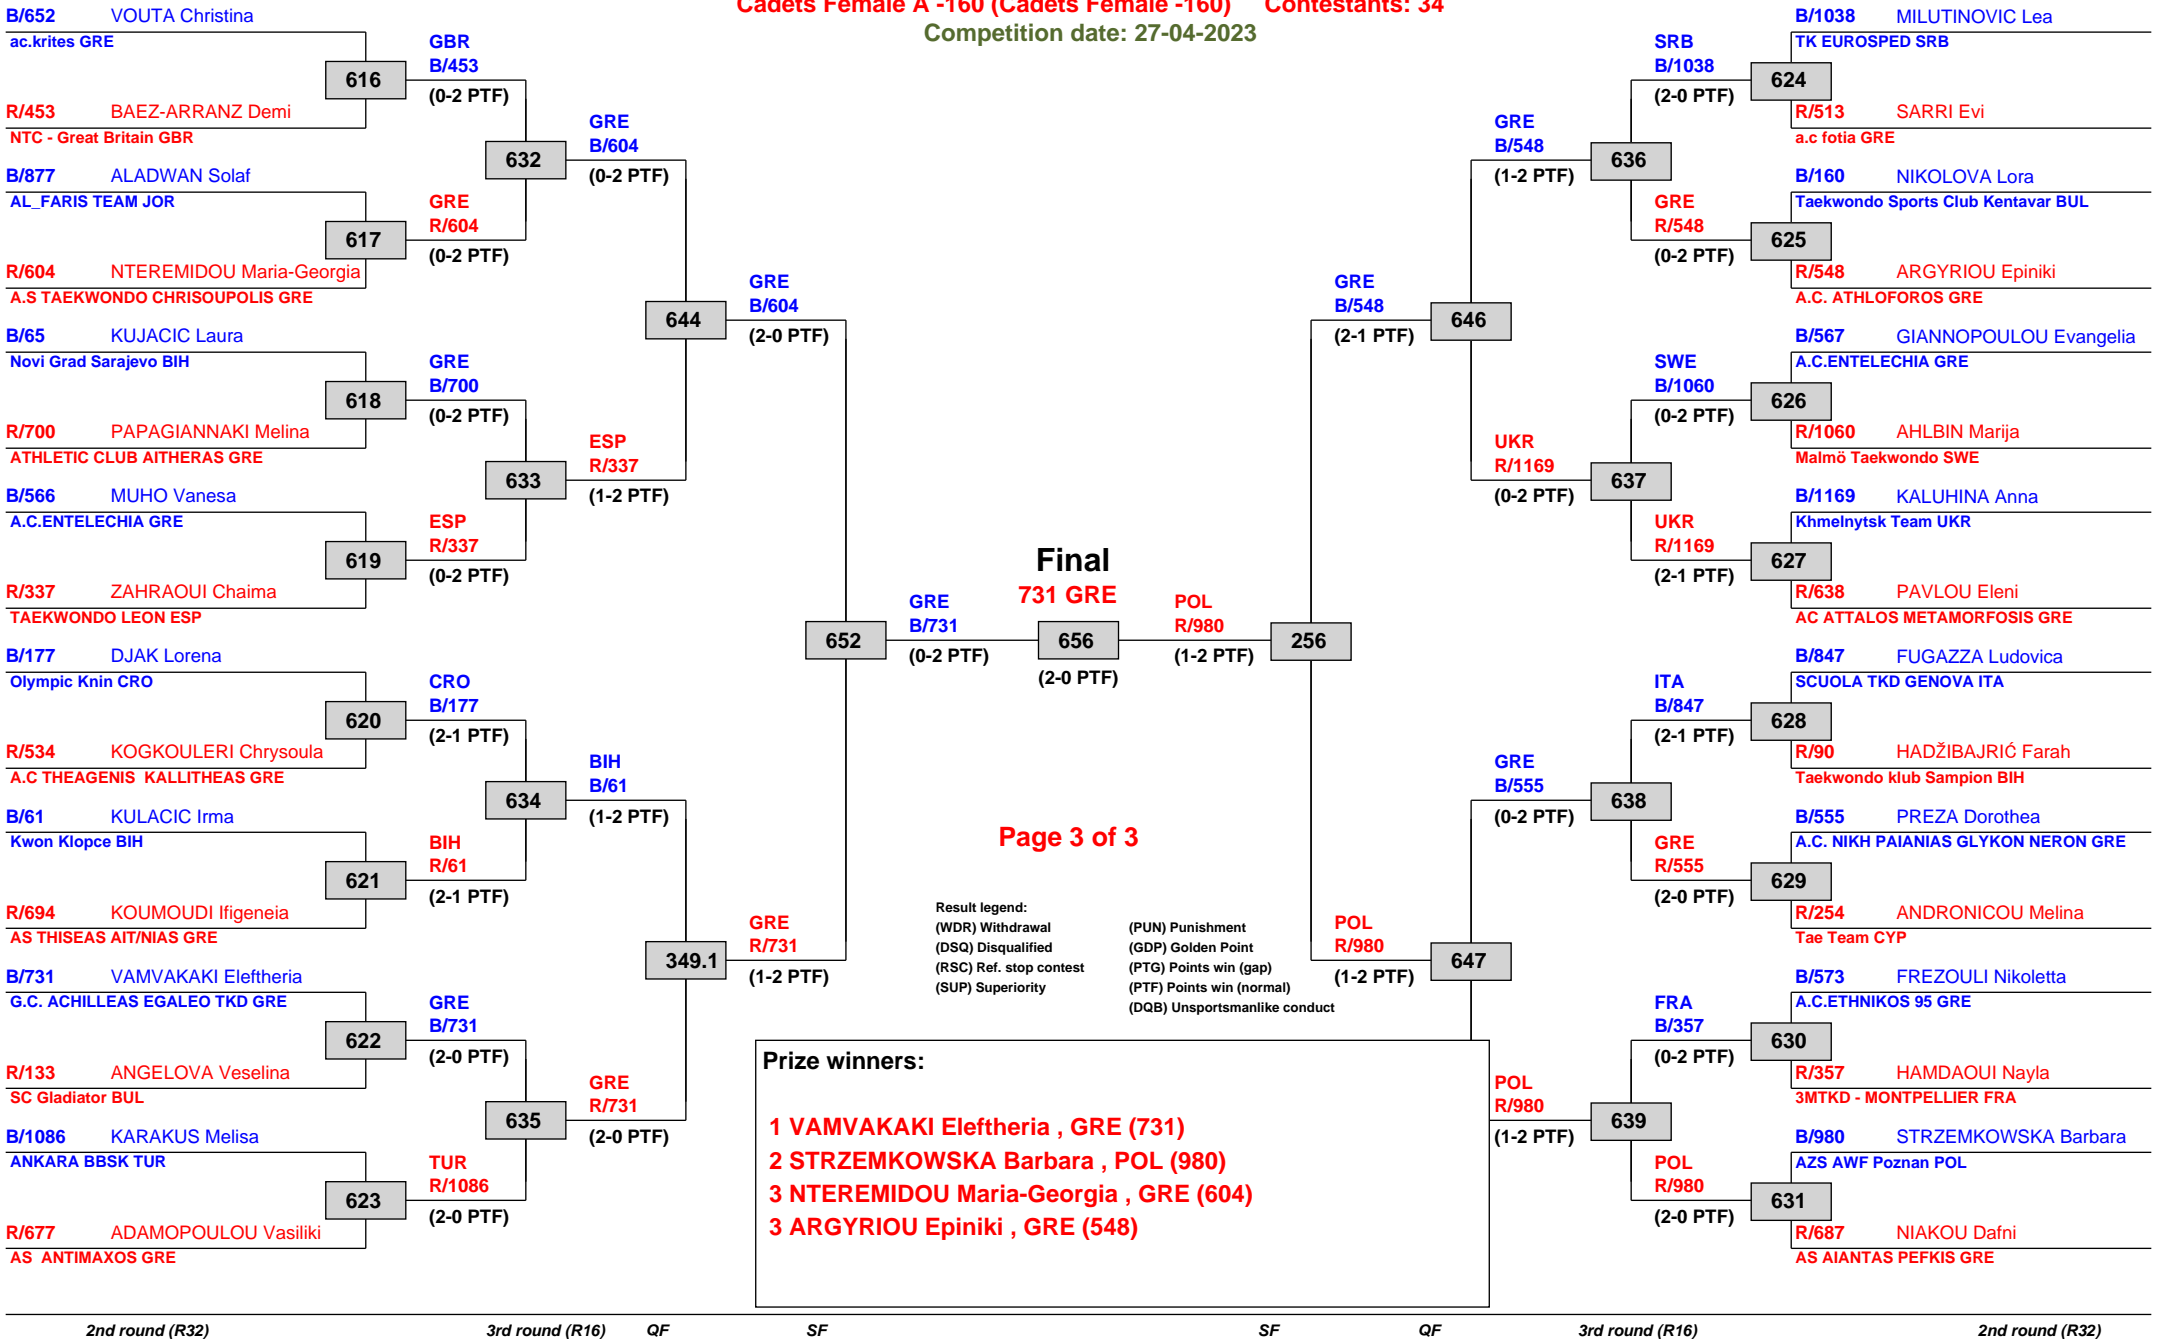 Cadets Female A -160 (Cadets Female -160) Contestants: 34
Competition date: 27-04-2023
B/652 VOUTA Christina
ac.krites GRE
616
R/453 BAEZ-ARRANZ Demi
NTC - Great Britain GBR
GBR
B/453
(0-2 PTF)
B/877 ALADWAN Solaf
AL_FARIS TEAM JOR
617
R/604 NTEREMIDOU Maria-Georgia
A.S TAEKWONDO CHRISOUPOLIS GRE
GRE
R/604
(0-2 PTF)
632
GRE
B/604
(0-2 PTF)
B/65 KUJACIC Laura
Novi Grad Sarajevo BIH
618
R/700 PAPAGIANNAKI Melina
ATHLETIC CLUB AITHERAS GRE
GRE
B/700
(0-2 PTF)
B/566 MUHO Vanesa
A.C.ENTELECHIA GRE
619
R/337 ZAHRAOUI Chaima
TAEKWONDO LEON ESP
ESP
R/337
(0-2 PTF)
633
ESP
R/337
(1-2 PTF)
644
GRE
B/604
(2-0 PTF)
B/177 DJAK Lorena
Olympic Knin CRO
620
R/534 KOGKOULERI Chrysoula
A.C THEAGENIS KALLITHEAS GRE
CRO
B/177
(2-1 PTF)
B/61 KULACIC Irma
Kwon Klopce BIH
621
R/694 KOUMOUDI Ifigeneia
AS THISEAS AIT/NIAS GRE
BIH
R/61
(2-1 PTF)
634
BIH
B/61
(1-2 PTF)
B/731 VAMVAKAKI Eleftheria
G.C. ACHILLEAS EGALEO TKD GRE
622
R/133 ANGELOVA Veselina
SC Gladiator BUL
GRE
B/731
(2-0 PTF)
B/1086 KARAKUS Melisa
ANKARA BBSK TUR
623
R/677 ADAMOPOULOU Vasiliki
AS ANTIMAXOS GRE
TUR
R/1086
(2-0 PTF)
635
GRE
R/731
(2-0 PTF)
349.1
GRE
R/731
(1-2 PTF)
652
GRE
B/731
(0-2 PTF)
Final
731 GRE
656
(2-0 PTF)
POL
R/980
(1-2 PTF)
256
B/1038 MILUTINOVIC Lea
TK EUROSPED SRB
624
R/513 SARRI Evi
a.c fotia GRE
SRB
B/1038
(2-0 PTF)
B/160 NIKOLOVA Lora
Taekwondo Sports Club Kentavar BUL
625
R/548 ARGYRIOU Epiniki
A.C. ATHLOFOROS GRE
GRE
R/548
(0-2 PTF)
636
GRE
B/548
(1-2 PTF)
B/567 GIANNOPOULOU Evangelia
A.C.ENTELECHIA GRE
626
R/1060 AHLBIN Marija
Malmö Taekwondo SWE
SWE
B/1060
(0-2 PTF)
B/1169 KALUHINA Anna
Khmelnytsk Team UKR
627
R/638 PAVLOU Eleni
AC ATTALOS METAMORFOSIS GRE
UKR
R/1169
(2-1 PTF)
637
UKR
R/1169
(0-2 PTF)
646
GRE
B/548
(2-1 PTF)
B/847 FUGAZZA Ludovica
SCUOLA TKD GENOVA ITA
628
R/90 HADŽIBAJRIĆ Farah
Taekwondo klub Sampion BIH
ITA
B/847
(2-1 PTF)
B/555 PREZA Dorothea
A.C. NIKH PAIANIAS GLYKON NERON GRE
629
R/254 ANDRONICOU Melina
Tae Team CYP
GRE
R/555
(2-0 PTF)
638
GRE
B/555
(0-2 PTF)
B/573 FREZOULI Nikoletta
A.C.ETHNIKOS 95 GRE
630
R/357 HAMDAOUI Nayla
3MTKD - MONTPELLIER FRA
FRA
B/357
(0-2 PTF)
B/980 STRZEMKOWSKA Barbara
AZS AWF Poznan POL
631
R/687 NIAKOU Dafni
AS AIANTAS PEFKIS GRE
POL
R/980
(2-0 PTF)
639
POL
R/980
(1-2 PTF)
647
POL
R/980
(1-2 PTF)
Page 3 of 3
Result legend:
(WDR) Withdrawal
(DSQ) Disqualified
(RSC) Ref. stop contest
(SUP) Superiority
(PUN) Punishment
(GDP) Golden Point
(PTG) Points win (gap)
(PTF) Points win (normal)
(DQB) Unsportsmanlike conduct
Prize winners:
1 VAMVAKAKI Eleftheria , GRE (731)
2 STRZEMKOWSKA Barbara , POL (980)
3 NTEREMIDOU Maria-Georgia , GRE (604)
3 ARGYRIOU Epiniki , GRE (548)
2nd round (R32) 3rd round (R16) QF SF SF QF 3rd round (R16) 2nd round (R32)